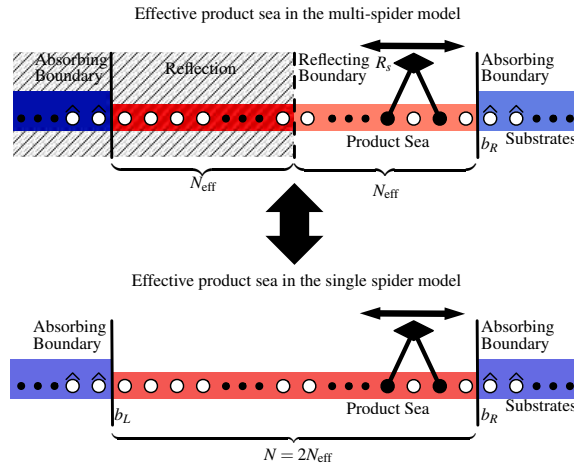 Effective product sea in the multi-spider model
Absorbing
Boundary
Reflection
Reflecting
Boundary
R_s
Absorbing
Boundary
Product Sea
b_R
Substrates
N_eff
N_eff
Effective product sea in the single spider model
Absorbing
Boundary
Absorbing
Boundary
b_L
Product Sea
b_R
Substrates
N = 2N_eff